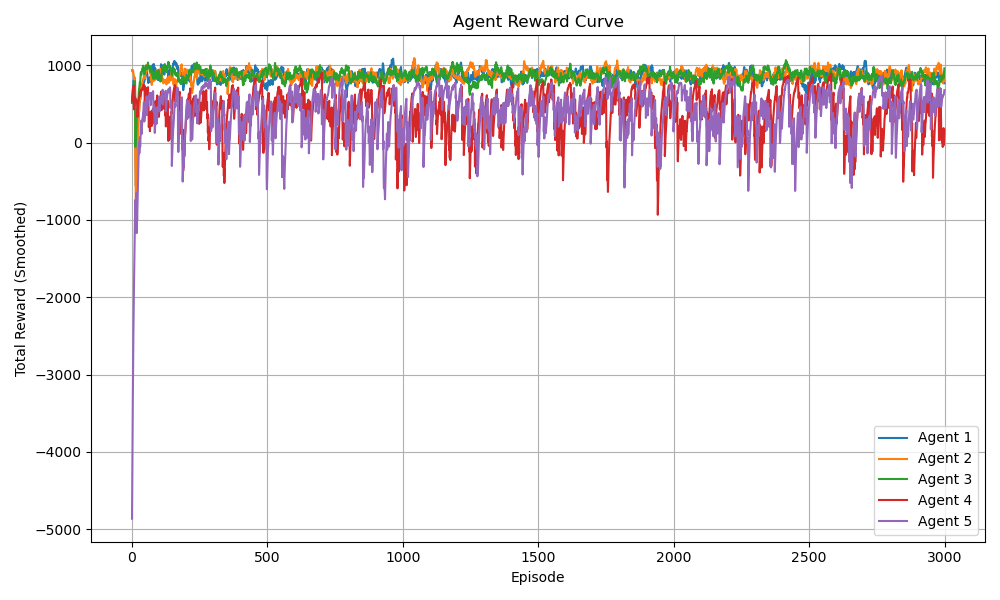 Agent Reward Curve
Total Reward (Smoothed)
1000
0
−1000
−2000
−3000
−4000
−5000
0
500
1000
1500
2000
2500
3000
Episode
Agent 1
Agent 2
Agent 3
Agent 4
Agent 5